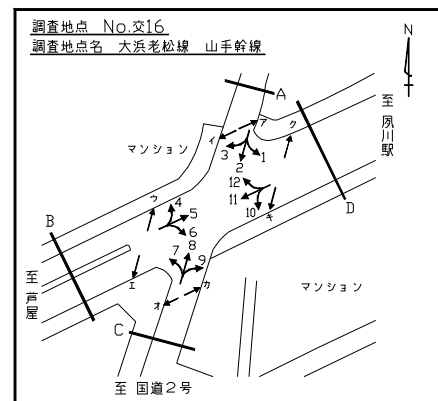 調査地点 No.交16
調査地点名 大浜老松線 山手幹線
N
A
至 夙川駅
ア
ク
イ
マンション
3
1
2
12
11
10
キ
D
ウ
4
5
6
B
7
8
9
エ
カ
オ
至 芦屋
マンション
C
至 国道2号